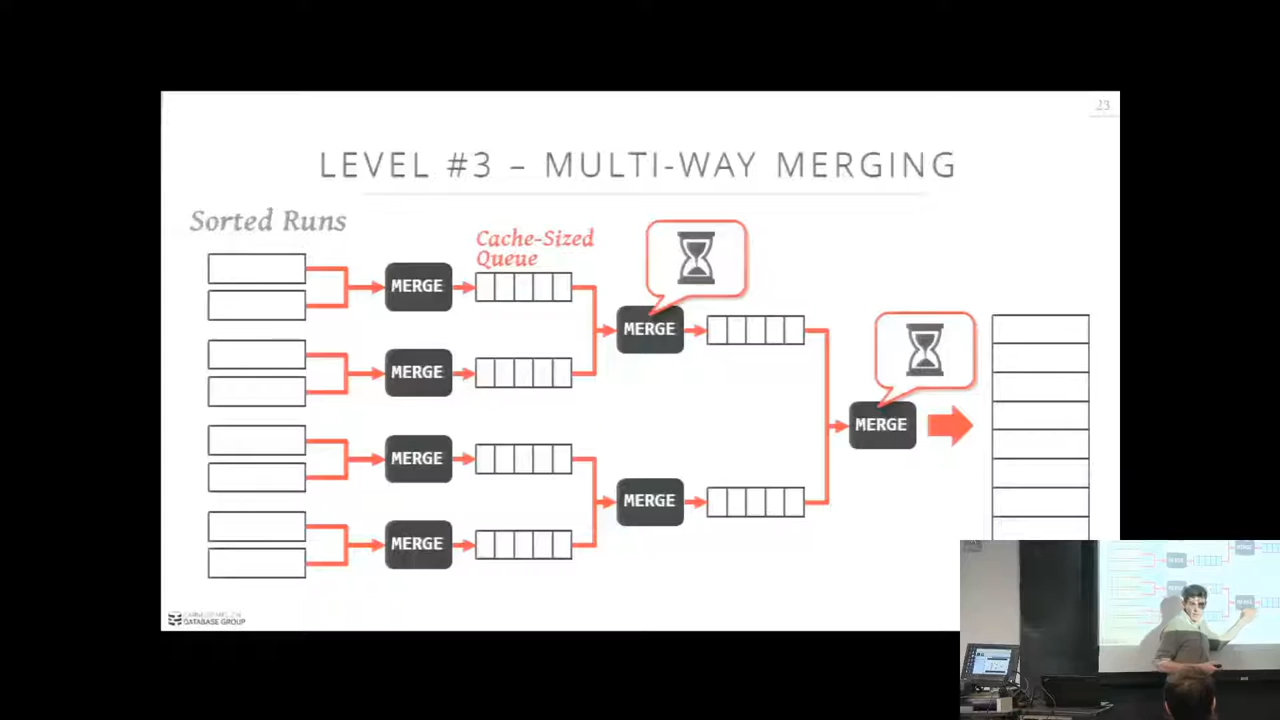 23
LEVEL #3 – MULTI-WAY MERGING
Sorted Runs
Cache-Sized
Queue
MERGE
MERGE
MERGE
MERGE
MERGE
MERGE
MERGE
CARNEGIE MELLON
DATABASE GROUP